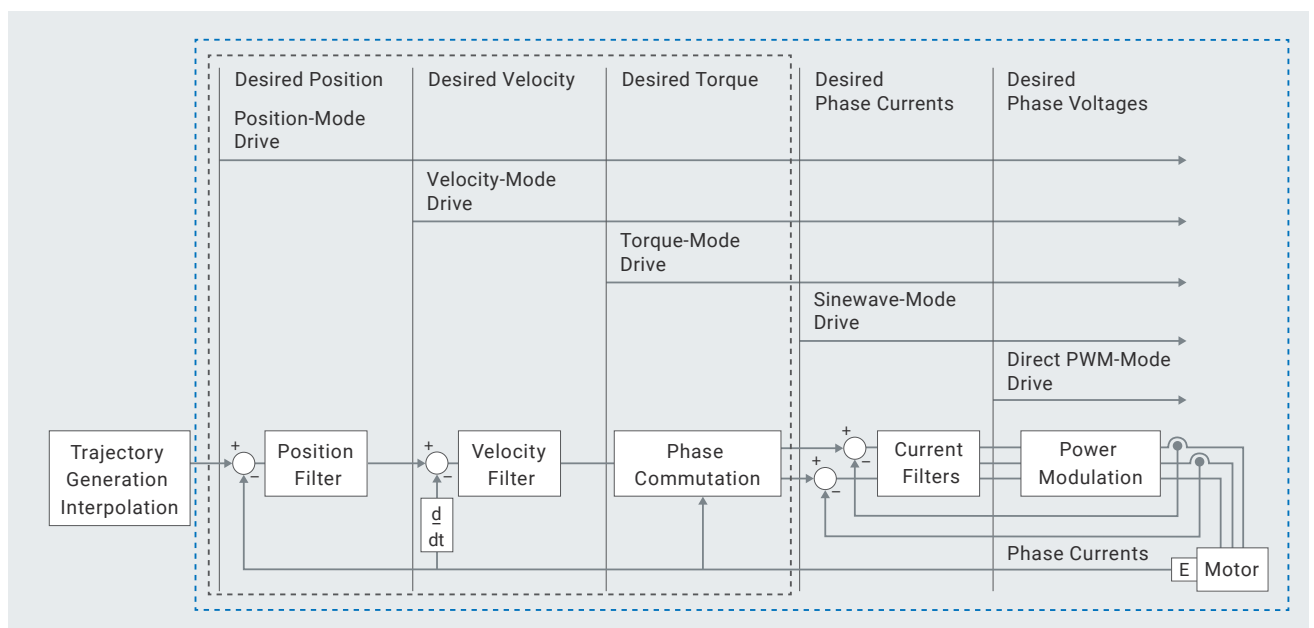 Desired Position
Desired Velocity
Desired Torque
Desired
Phase Currents
Desired
Phase Voltages
Position-Mode
Drive
Velocity-Mode
Drive
Torque-Mode
Drive
Sinewave-Mode
Drive
Direct PWM-Mode
Drive
Trajectory
Generation
Interpolation
+
−
Position
Filter
+
−
Velocity
Filter
d
dt
Phase
Commutation
+
−
+
−
Current
Filters
Power
Modulation
Phase Currents
E
Motor